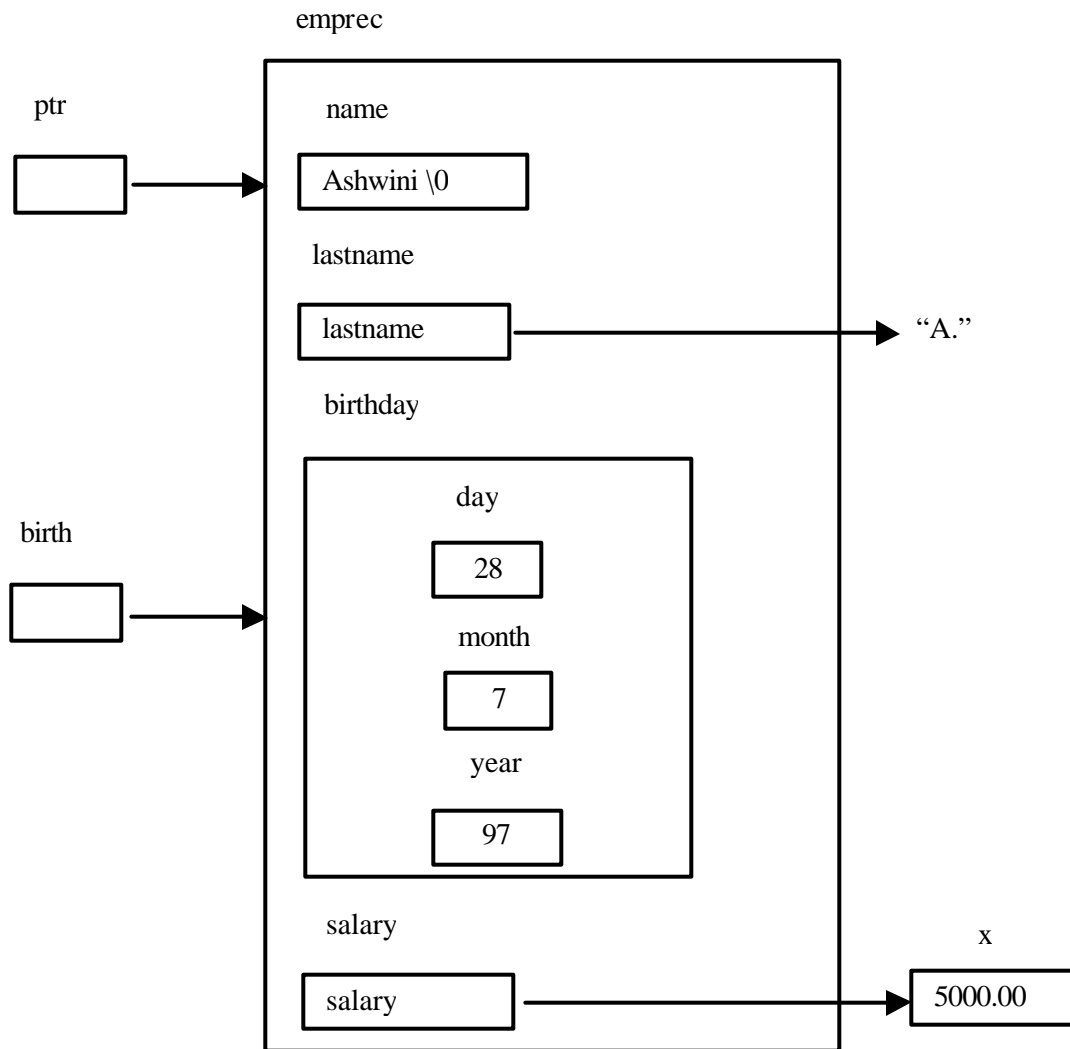 emprec
ptr
name
Ashwini \0
lastname
lastname
“A.”
birthday
day
birth
28
month
7
year
97
salary
x
salary
5000.00